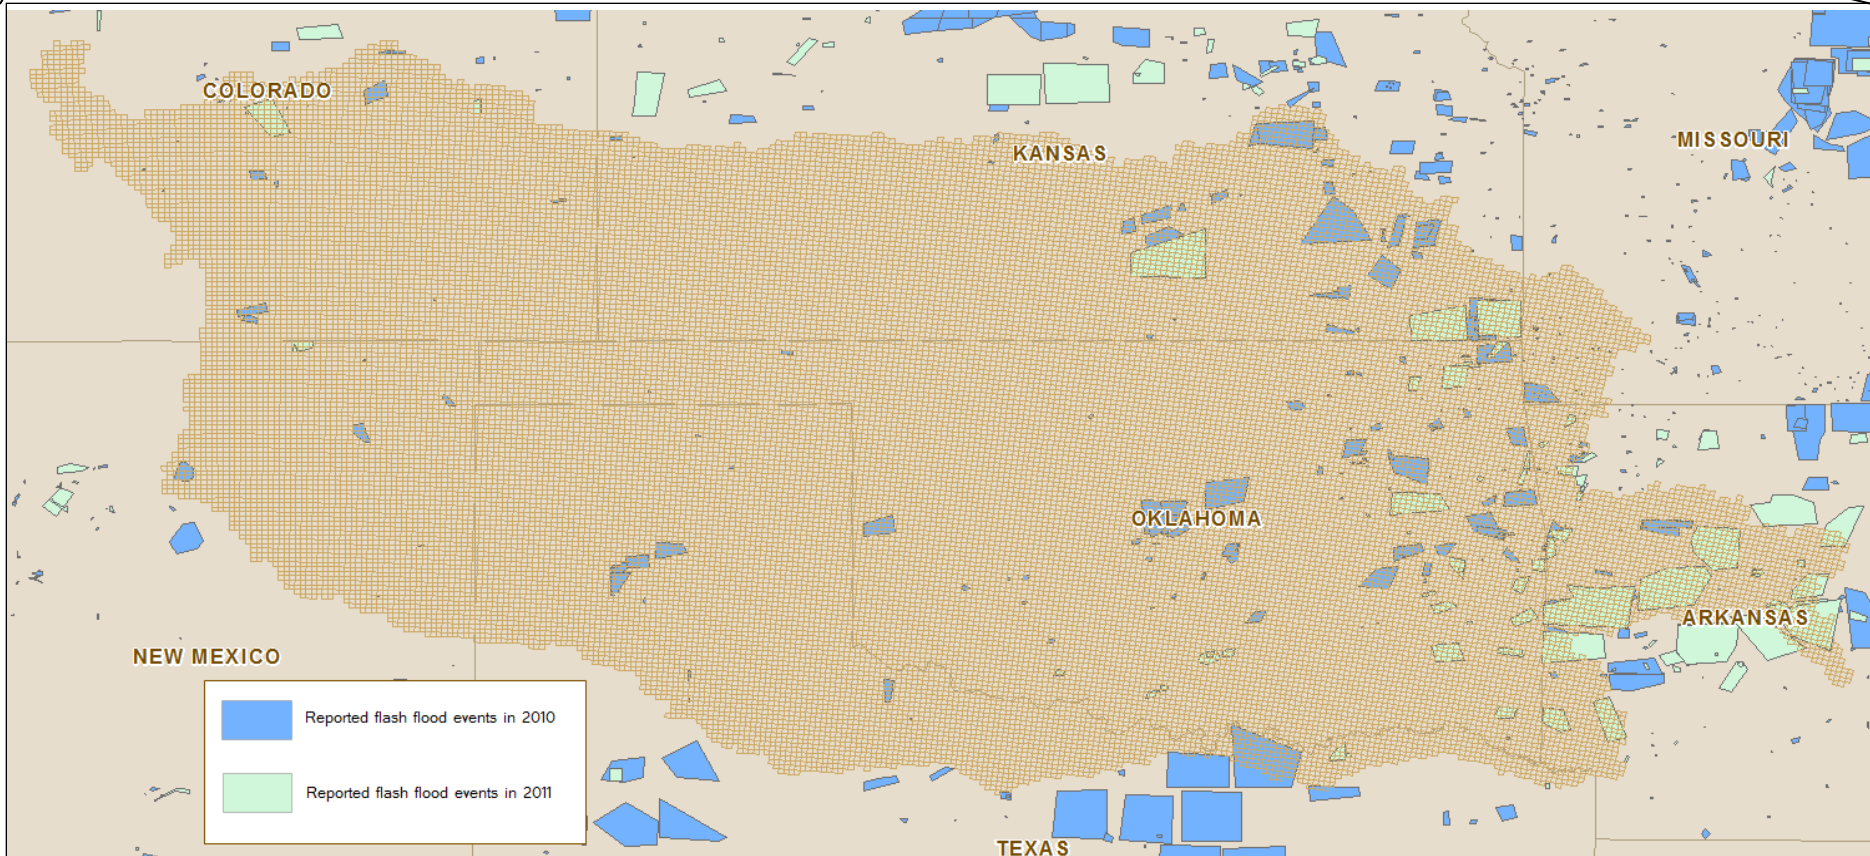 COLORADO
MISSOURI
KANSAS
OKLAHOMA
ARKANSAS
NEW MEXICO
Reported flash flood events in 2010
Reported flash flood events in 2011
TEXAS